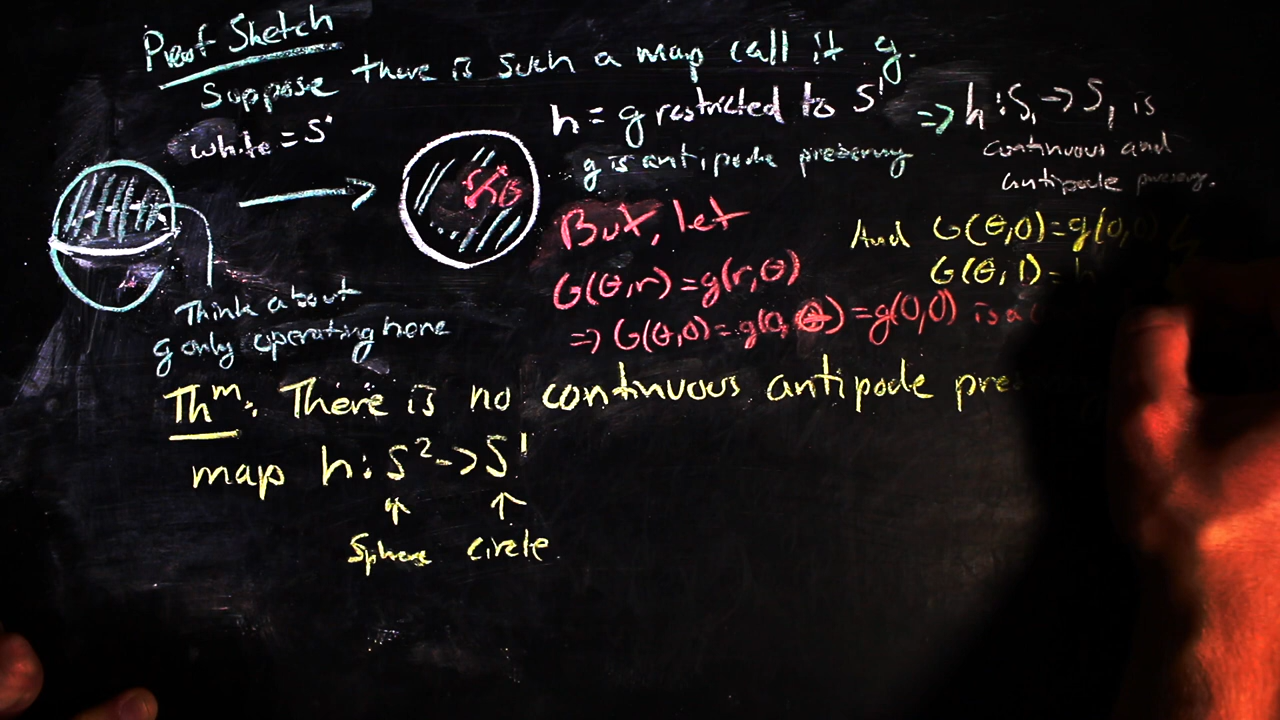 Proof Sketch
Suppose there is such a map call it g.
white = S¹
h = g restricted to S¹ => h: S₁ -> S₁ is
continuous and
antipode preserving.
g is antipode preserving
r θ
But, let
G(θ,r) = g(r,θ)
=> G(θ,0) = g(0,θ) = g(0,0) is a
And G(θ,0) = g(0,0)
G(θ,1) = h
Think about
g only operating here
Thᵐ: There is no continuous antipode pre
map h: S² -> S¹
↑ ↑
Sphere circle